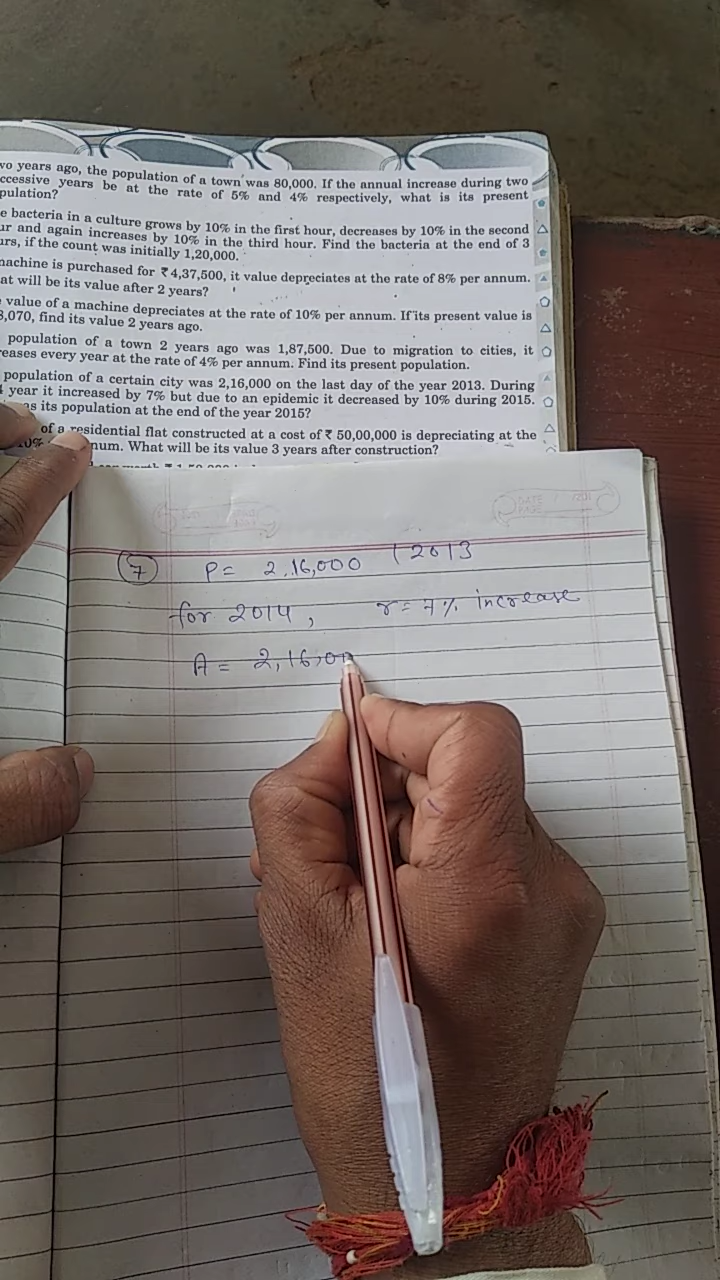 years ago, the population of a town was 80,000. If the annual increase during two
years be at the rate of 5% and 4% respectively, what is its present
bacteria in a culture grows by 10% in the first hour, decreases by 10% in the second
and again increases by 10% in the third hour. Find the bacteria at the end of 3
if the count was initially 1,20,000.
is purchased for ₹ 4,37,500, it value depreciates at the rate of 8% per annum.
will be its value after 2 years?
value of a machine depreciates at the rate of 10% per annum. If its present value is
find its value 2 years ago.
population of a town 2 years ago was 1,87,500. Due to migration to cities, it
every year at the rate of 4% per annum. Find its present population.
population of a certain city was 2,16,000 on the last day of the year 2013. During
year it increased by 7% but due to an epidemic it decreased by 10% during 2015.
its population at the end of the year 2015?
of a residential flat constructed at a cost of ₹ 50,00,000 is depreciating at the
What will be its value 3 years after construction?
DATE
PAGE
7 P = 2,16,000 (2013
for 2014, r = 7% increase
A = 2,16,00